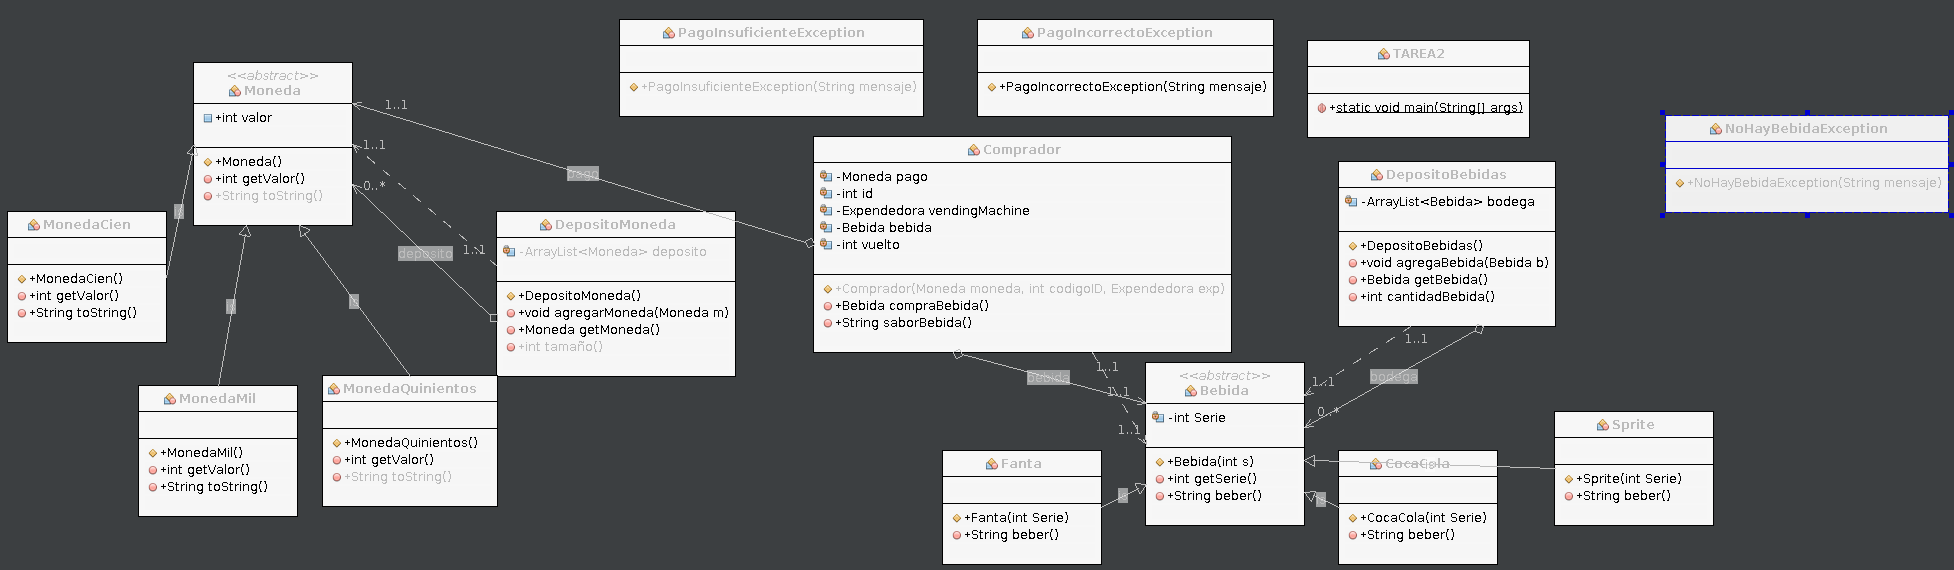 PagoInsuficienteException
+PagoInsuficienteException(String mensaje)
PagoIncorrectoException
+PagoIncorrectoException(String mensaje)
TAREA2
+static void main(String[] args)
NoHayBebidaException
+NoHayBebidaException(String mensaje)
<<abstract>>
Moneda
+int valor
+Moneda()
+int getValor()
+String toString()
1..1
1..1
0..*
pago
deposito
1..1
MonedaCien
+MonedaCien()
+int getValor()
+String toString()
DepositoMoneda
-ArrayList<Moneda> deposito
+DepositoMoneda()
+void agregarMoneda(Moneda m)
+Moneda getMoneda()
+int tamaño()
Comprador
-Moneda pago
-int id
-Expendedora vendingMachine
-Bebida bebida
-int vuelto
+Comprador(Moneda moneda, int codigoID, Expendedora exp)
+Bebida compraBebida()
+String saborBebida()
DepositoBebidas
-ArrayList<Bebida> bodega
+DepositoBebidas()
+void agregaBebida(Bebida b)
+Bebida getBebida()
+int cantidadBebida()
MonedaMil
+MonedaMil()
+int getValor()
+String toString()
MonedaQuinientos
+MonedaQuinientos()
+int getValor()
+String toString()
bebida
1..1
1..1
1..1
<<abstract>>
Bebida
-int Serie
+Bebida(int s)
+int getSerie()
+String beber()
1..1
1..1
bodega
0..*
Fanta
+Fanta(int Serie)
+String beber()
CocaCola
+CocaCola(int Serie)
+String beber()
Sprite
+Sprite(int Serie)
+String beber()